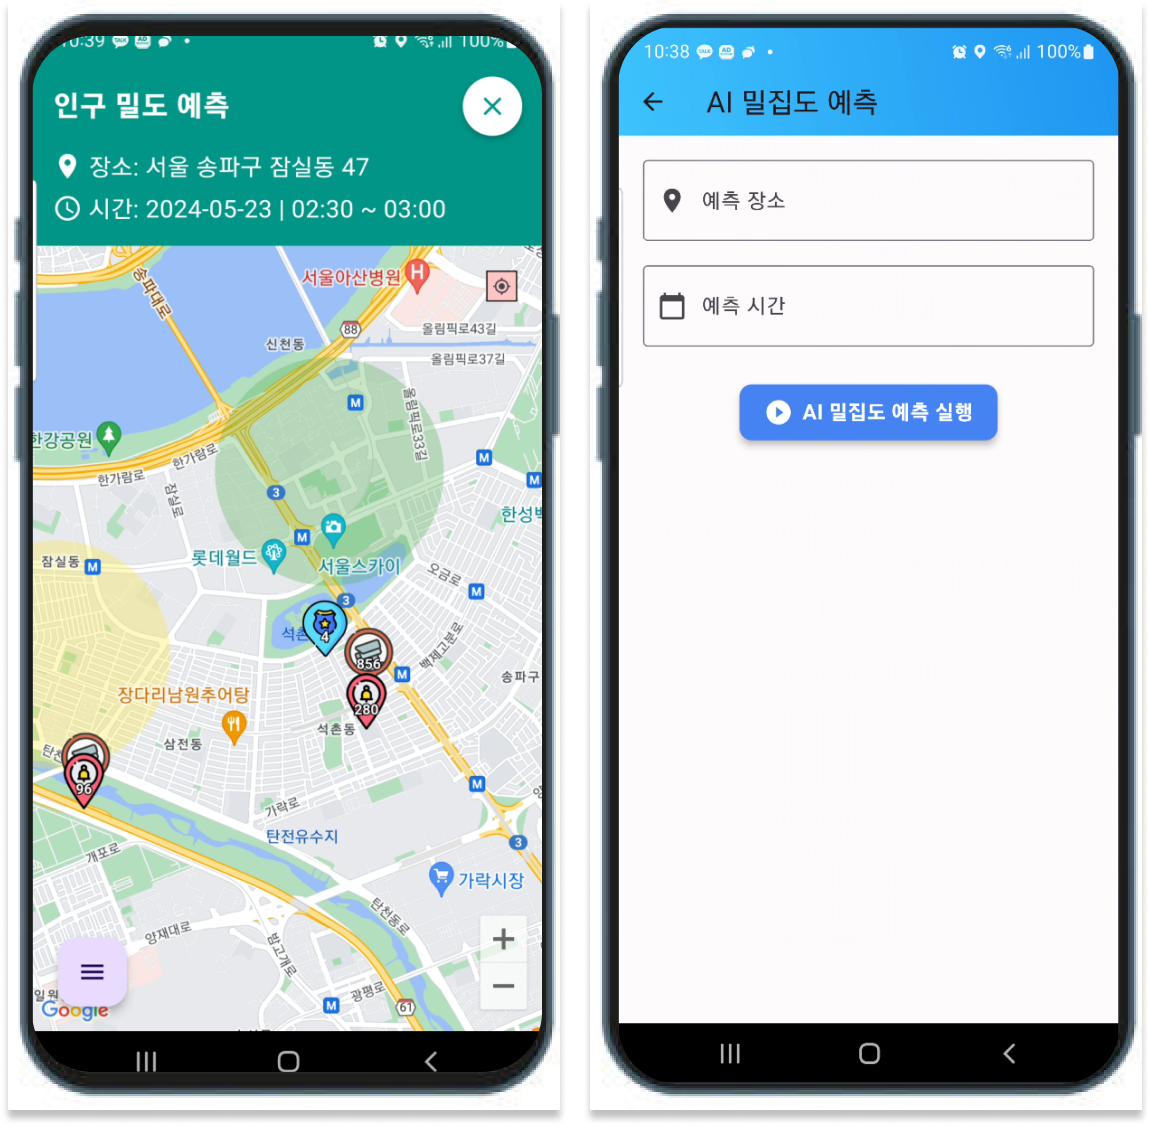 10:39
100%
인구 밀도 예측
장소: 서울 송파구 잠실동 47
시간: 2024-05-23 | 02:30 ~ 03:00
송파대로
서울아산병원
H
88
올림픽로43길
신천동
올림픽로37길
M
올림픽로33길
한강공원
한가람로
한가람로
M
M
잠실로
3
한성백
M
롯데월드
서울스카이
잠실동
M
오금로
M
3
석촌
4
856
백제고분로
M
송파구
280
장다리남원추어탕
석촌동
삼전동
탄천
96
M
가락로
탄전유수지
3
개포로
가락시장
탄천동로
양재대로
밤고개로
+
일원
Google
M
광평로
61
−
10:38
TALK
AD
100%
AI 밀집도 예측
예측 장소
예측 시간
AI 밀집도 예측 실행